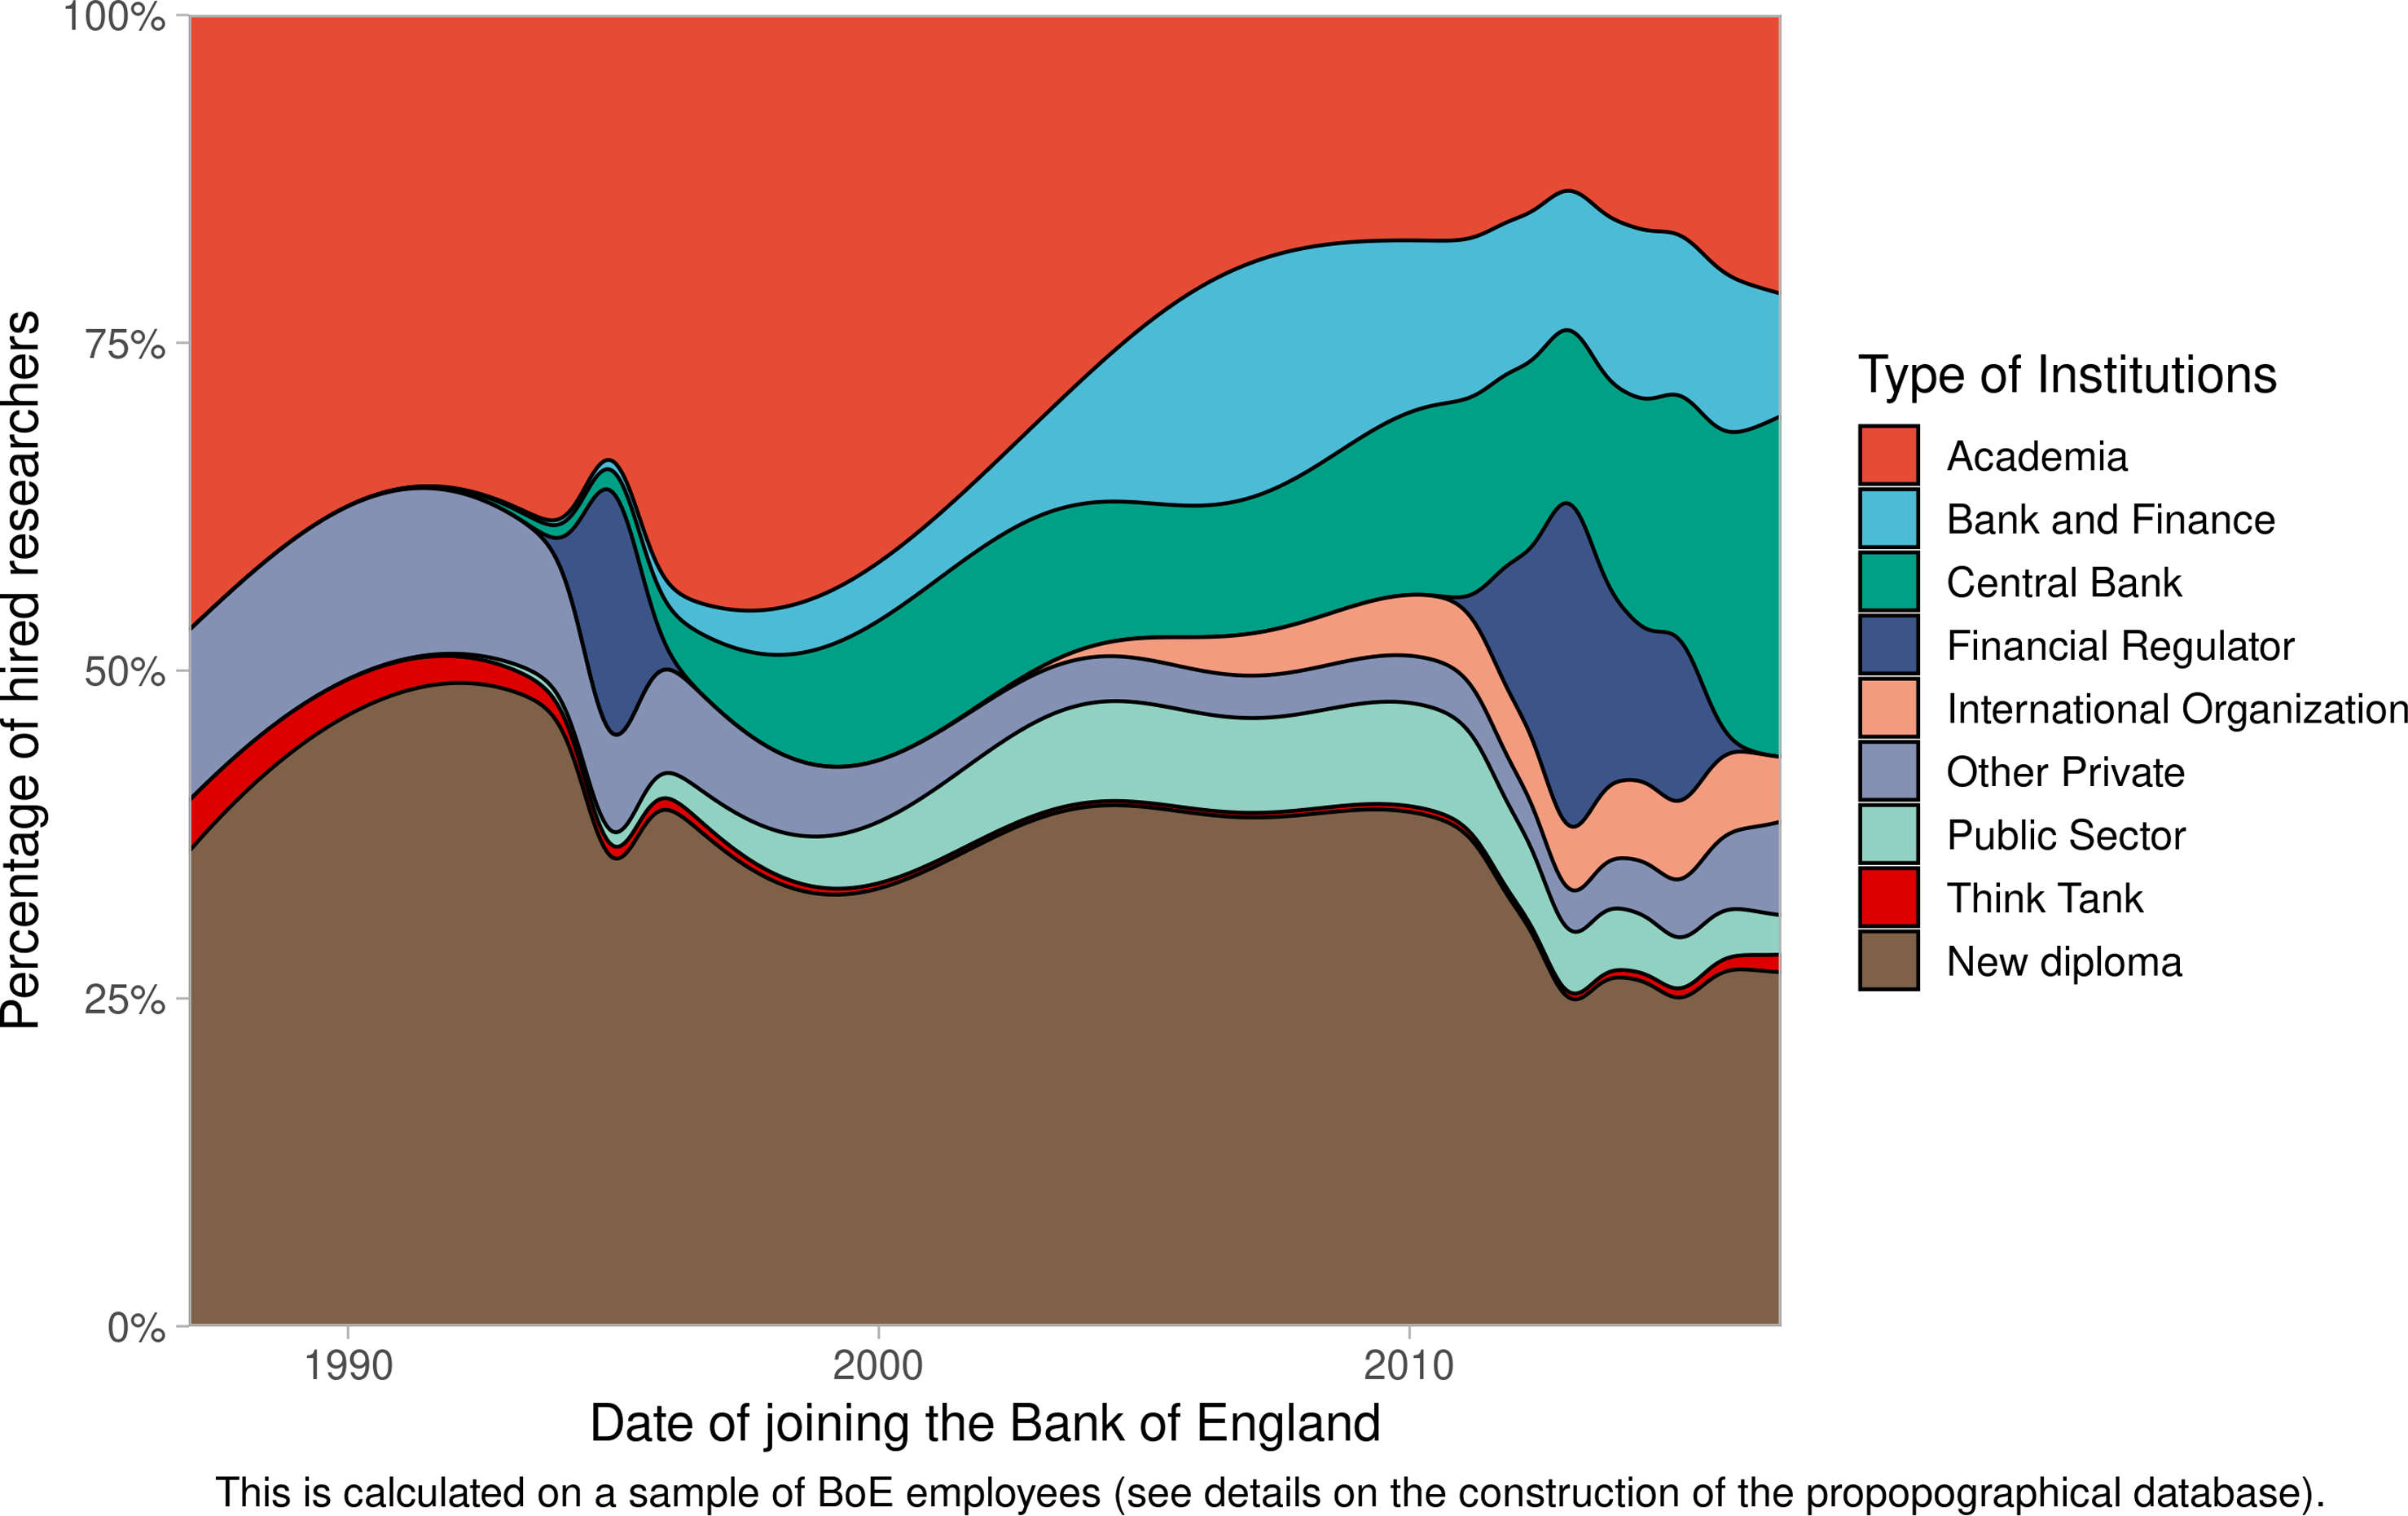 100%
75%
50%
25%
0%
Percentage of hired researchers
1990
2000
2010
Date of joining the Bank of England
This is calculated on a sample of BoE employees (see details on the construction of the propopographical database).
Type of Institutions
Academia
Bank and Finance
Central Bank
Financial Regulator
International Organization
Other Private
Public Sector
Think Tank
New diploma